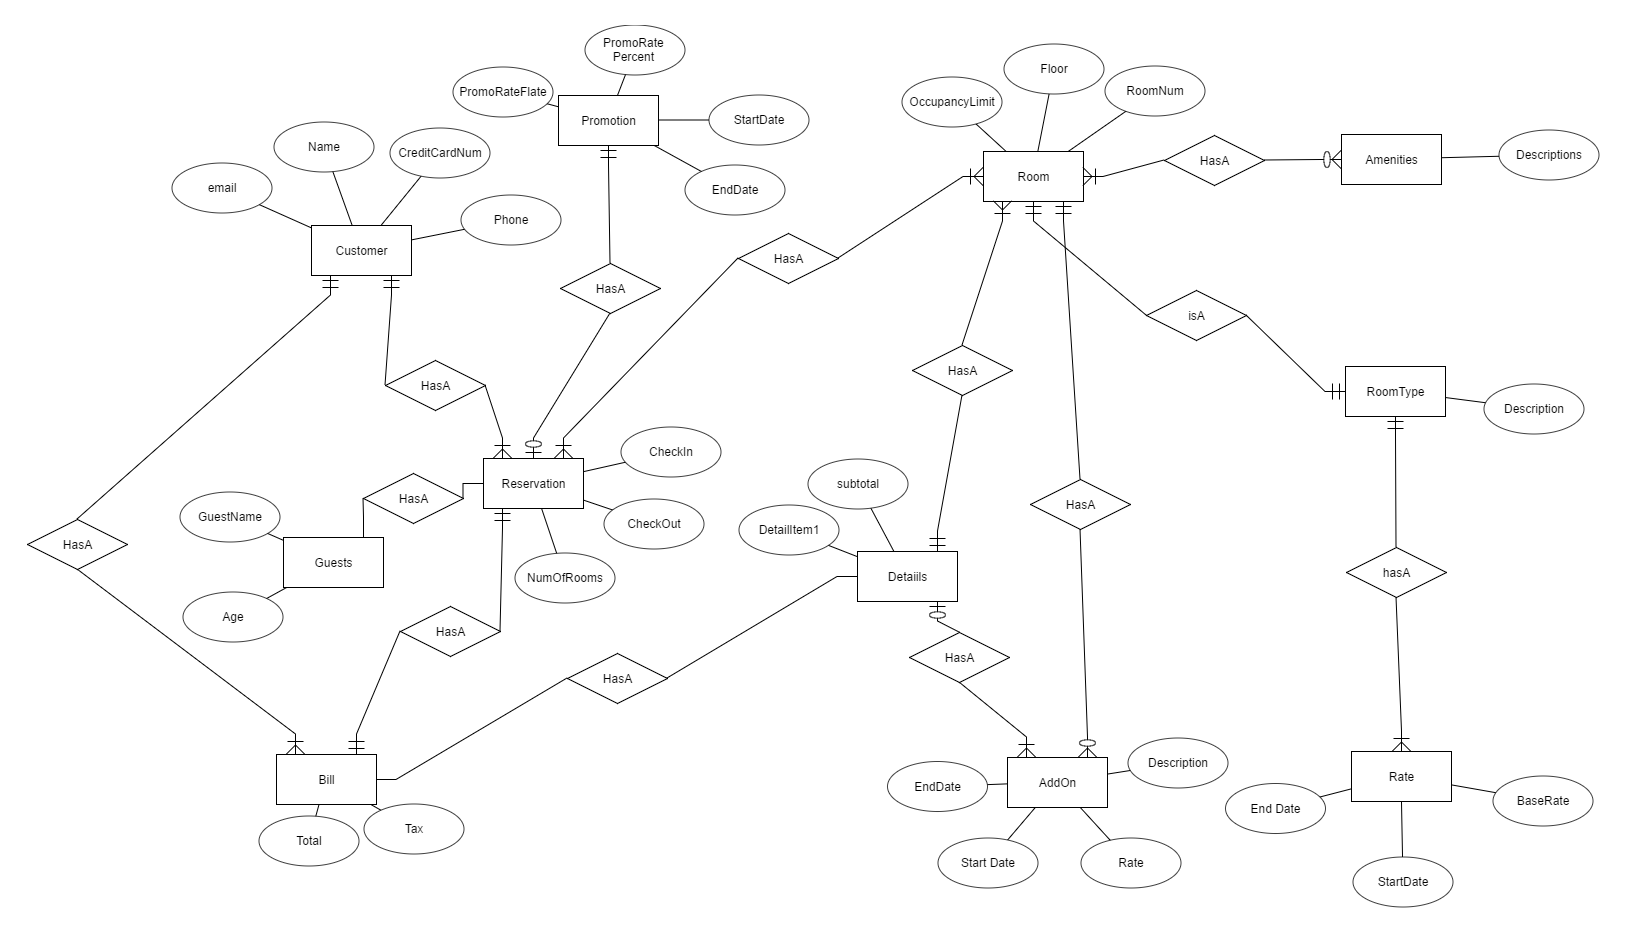 PromoRate
Percent
PromoRateFlate
Promotion
StartDate
EndDate
Name
CreditCardNum
email
Phone
Customer
Floor
OccupancyLimit
RoomNum
Room
HasA
Amenities
Descriptions
HasA
HasA
isA
HasA
HasA
RoomType
Description
CheckIn
Reservation
CheckOut
NumOfRooms
HasA
GuestName
Guests
Age
HasA
subtotal
DetailItem1
Detaiils
HasA
hasA
HasA
HasA
HasA
Bill
Total
Tax
Description
EndDate
AddOn
Start Date
Rate
Rate
End Date
BaseRate
StartDate